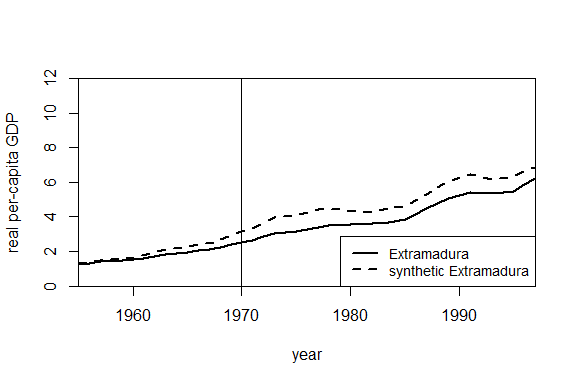 real per-capita GDP
12
10
8
6
4
2
0
Extramadura
synthetic Extramadura
1960
1970
1980
1990
year